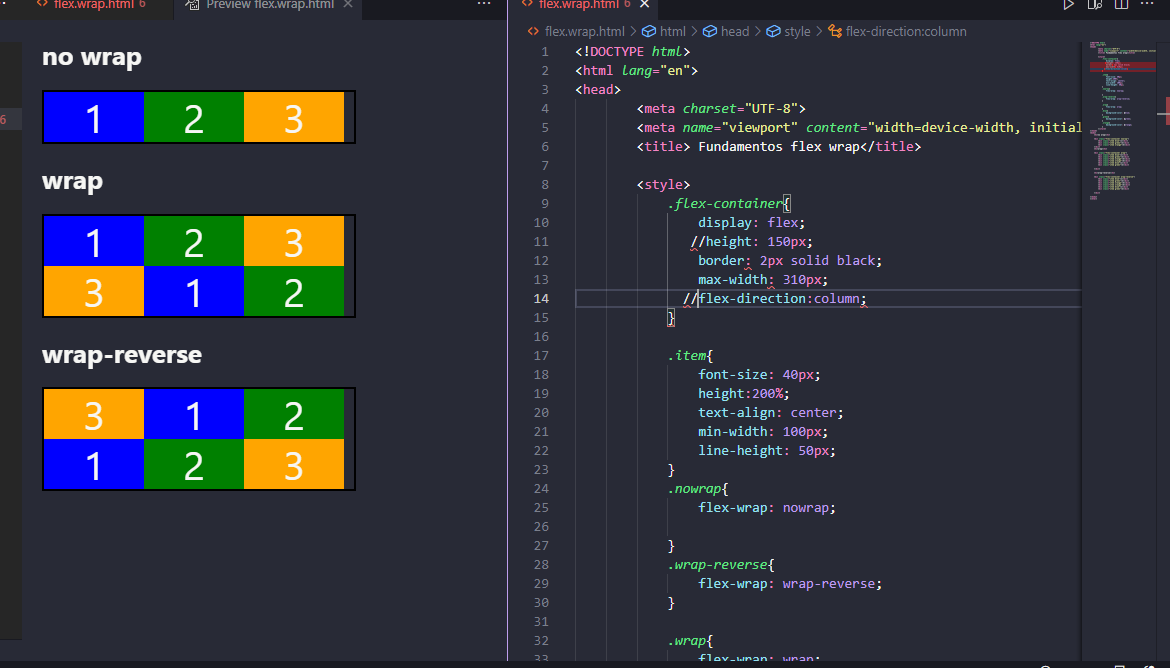 flex.wrap.html 6
Preview flex.wrap.html
no wrap
1 2 3
wrap
1 2 3
3 1 2
wrap-reverse
3 1 2
1 2 3
6
flex.wrap.html 6
flex.wrap.html > html > head > style > flex-direction:column
1 <!DOCTYPE html>
2 <html lang="en">
3 <head>
4 <meta charset="UTF-8">
5 <meta name="viewport" content="width=device-width, initial
6 <title> Fundamentos flex wrap</title>
7
8 <style>
9 .flex-container{
10 display: flex;
11 //height: 150px;
12 border: 2px solid black;
13 max-width: 310px;
14 //flex-direction:column;
15 }
16
17 .item{
18 font-size: 40px;
19 height:200%;
20 text-align: center;
21 min-width: 100px;
22 line-height: 50px;
23 }
24 .nowrap{
25 flex-wrap: nowrap;
26
27 }
28 .wrap-reverse{
29 flex-wrap: wrap-reverse;
30 }
31
32 .wrap{
33 flex-wrap: wrap;